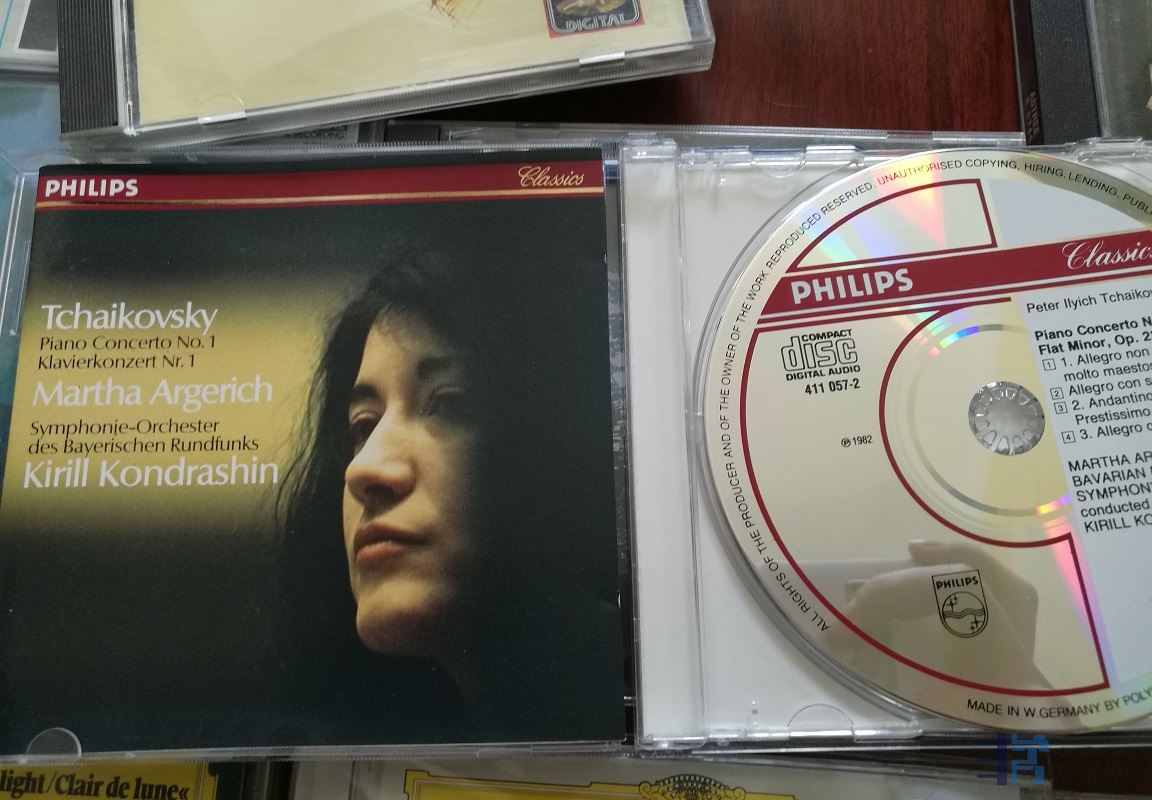 DIGITAL
PHILIPS
Classics
Tchaikovsky
Piano Concerto No. 1
Klavierkonzert Nr. 1
Martha Argerich
Symphonie-Orchester
des Bayerischen Rundfunks
Kirill Kondrashin
ALL RIGHTS OF THE PRODUCER AND OF THE OWNER OF THE WORK REPRODUCED RESERVED. UNAUTHORISED COPYING, HIRING, LENDING, PUBL
PHILIPS
Classics
COMPACT
disc
DIGITAL AUDIO
411 057-2
℗ 1982
Peter Ilyich Tchaikov
Piano Concerto N
Flat Minor, Op. 2
1 1. Allegro non
molto maestos
2 Allegro con s
3 2. Andantino
Prestissimo
4 3. Allegro c
MARTHA AR
BAVARIAN
SYMPHONY
conducted
KIRILL KO
PHILIPS
MADE IN W. GERMANY BY POLY
light/Clair de lune«